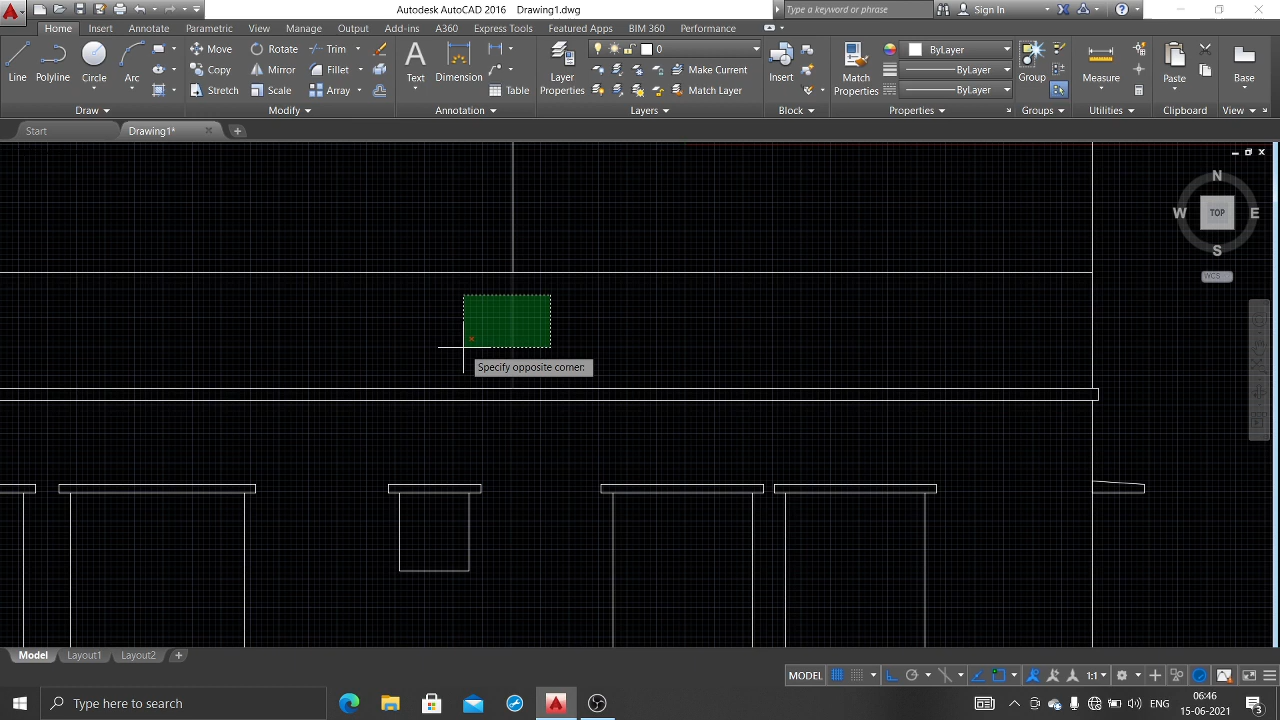 Autodesk AutoCAD 2016 Drawing1.dwg
Type a keyword or phrase
Sign In
Home Insert Annotate Parametric View Manage Output Add-ins A360 Express Tools Featured Apps BIM 360 Performance
Line
Polyline
Circle
Arc
Move
Copy
Stretch
Rotate
Mirror
Scale
Trim
Fillet
Array
Text
Dimension
Table
Layer
Properties
0
Make Current
Match Layer
Insert
Match
Properties
ByLayer
ByLayer
ByLayer
Group
Measure
Paste
Base
Draw Modify Annotation Layers Block Properties Groups Utilities Clipboard View
Start Drawing1*
N
W TOP E
S
WCS
Specify opposite corner:
Model Layout1 Layout2
MODEL
1:1
Type here to search
ENG
06:46
15-06-2021
3